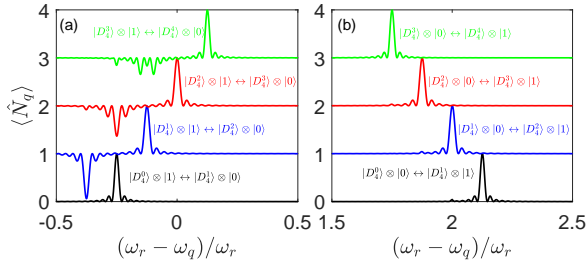 (a)
(b)
⟨N̂_q⟩
4
3
2
1
0
|D_4^3⟩ ⊗ |1⟩ ↔ |D_4^4⟩ ⊗ |0⟩
|D_4^2⟩ ⊗ |1⟩ ↔ |D_4^3⟩ ⊗ |0⟩
|D_4^1⟩ ⊗ |1⟩ ↔ |D_4^2⟩ ⊗ |0⟩
|D_4^0⟩ ⊗ |1⟩ ↔ |D_4^1⟩ ⊗ |0⟩
-0.5 0 0.5
(ω_r − ω_q)/ω_r
4
3
2
1
0
|D_4^3⟩ ⊗ |0⟩ ↔ |D_4^4⟩ ⊗ |1⟩
|D_4^2⟩ ⊗ |0⟩ ↔ |D_4^3⟩ ⊗ |1⟩
|D_4^1⟩ ⊗ |0⟩ ↔ |D_4^2⟩ ⊗ |1⟩
|D_4^0⟩ ⊗ |0⟩ ↔ |D_4^1⟩ ⊗ |1⟩
1.5 2 2.5
(ω_r − ω_q)/ω_r